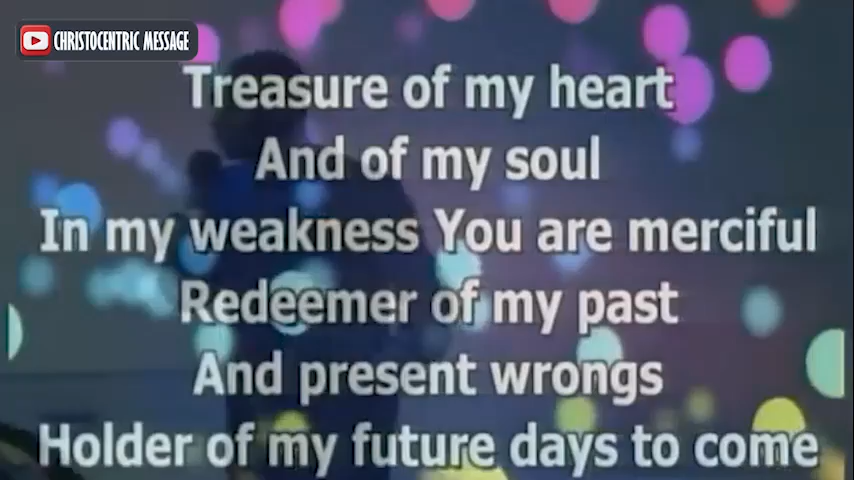 CHRISTOCENTRIC MESSAGE
Treasure of my heart
And of my soul
In my weakness You are merciful
Redeemer of my past
And present wrongs
Holder of my future days to come